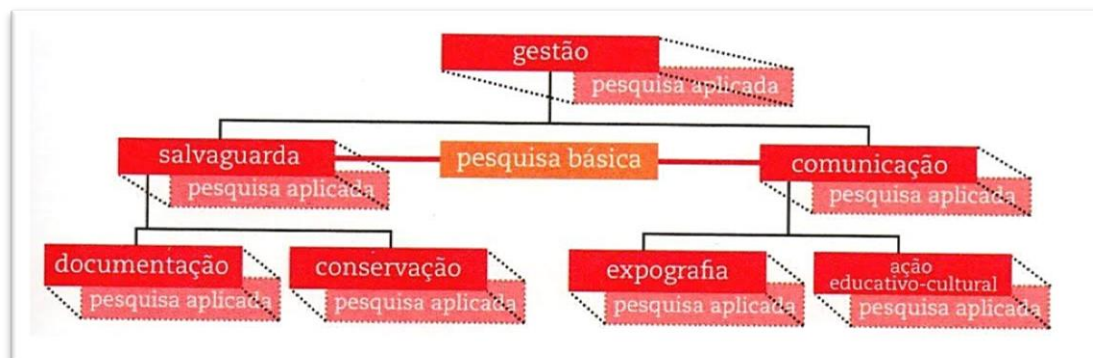 gestão
pesquisa aplicada
salvaguarda
pesquisa básica
comunicação
pesquisa aplicada
pesquisa aplicada
documentação
conservação
expografia
ação
educativo-cultural
pesquisa aplicada
pesquisa aplicada
pesquisa aplicada
pesquisa aplicada